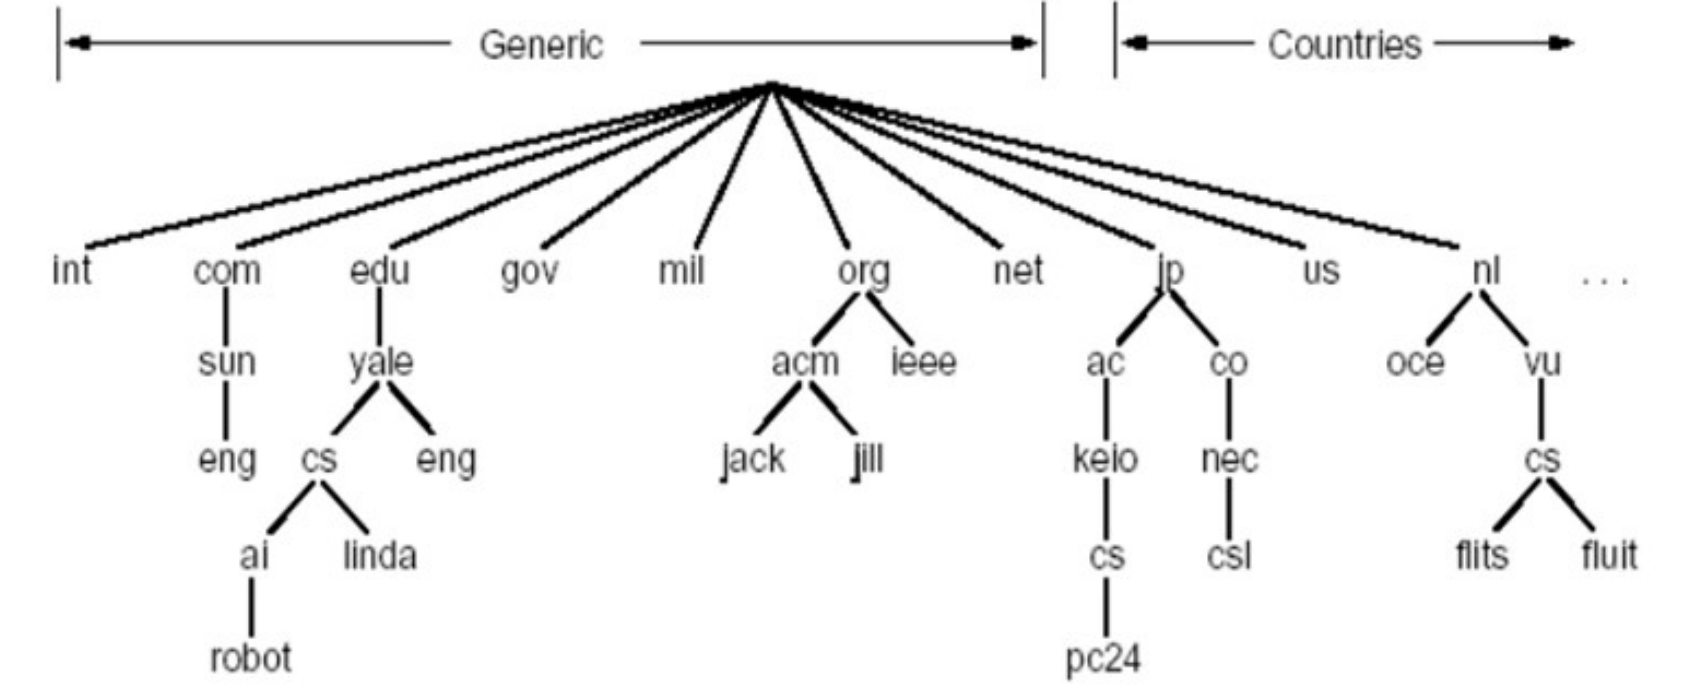 Generic Countries
int com edu gov mil org net jp us nl ...
sun yale acm ieee ac co oce vu
eng cs eng jack jill keio nec cs
ai linda cs csl flits fluit
robot pc24